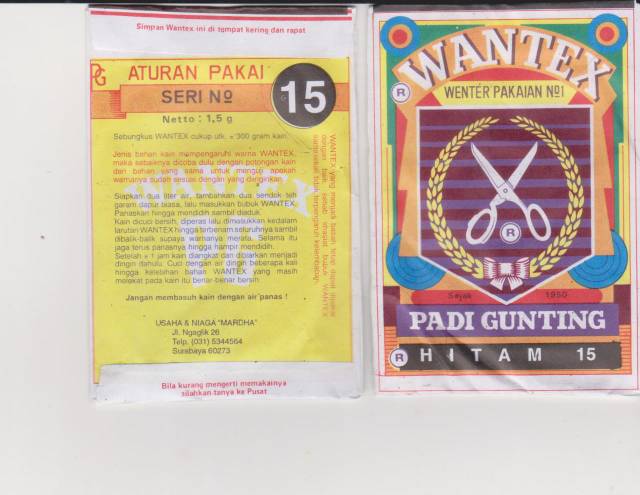 Simpan Wantex ini di tempat kering dan rapat
PG ATURAN PAKAI
SERI No 15
Netto : 1,5 g
Sebungkus WANTEX cukup utk. ± 300 gram kain.
Jenis bahan kain mempengaruhi warna WANTEX,
maka sebaiknya dicoba dulu dengan potongan kain
dari bahan yang sama untuk menguji apakah
warnanya sudah sesuai dengan yang diinginkan.
Siapkan dua liter air, tambahkan dua sendok teh
garam dapur biasa, lalu masukkan bubuk WANTEX.
Panaskan hingga mendidih sambil diaduk.
Kain dicuci bersih, diperas lalu dimasukkan kedalam
larutan WANTEX hingga terbenam seluruhnya sambil
dibalik-balik supaya warnanya merata. Selama itu
jaga terus panasnya hingga hampir mendidih.
Setelah ± 1 jam kain diangkat dan dibiarkan menjadi
dingin dahulu. Cuci dengan air dingin beberapa kali
hingga kelebihan bahan WANTEX yang masih
melekat pada kain itu benar-benar bersih.
Jangan membasuh kain dengan air panas !
WANTEX
USAHA & NIAGA "MARDHA"
Jl. Ngaglik 26
Telp. (031) 5344564
Surabaya 60273
WANTEX yang
dengan
Bila kurang mengerti memakainya
silahkan tanya ke Pusat
WANTEX
R
WENTER PAKAIAN No1
R
Sejak 1950
PADI GUNTING
R HITAM 15